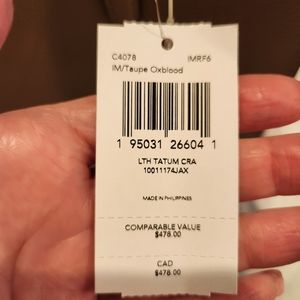 C4078 IMRF6
IM/Taupe Oxblood
1 95031 26604 1
LTH TATUM CRA
10011174JAX
MADE IN PHILIPPINES
COMPARABLE VALUE
$478.00
CAD
$478.00